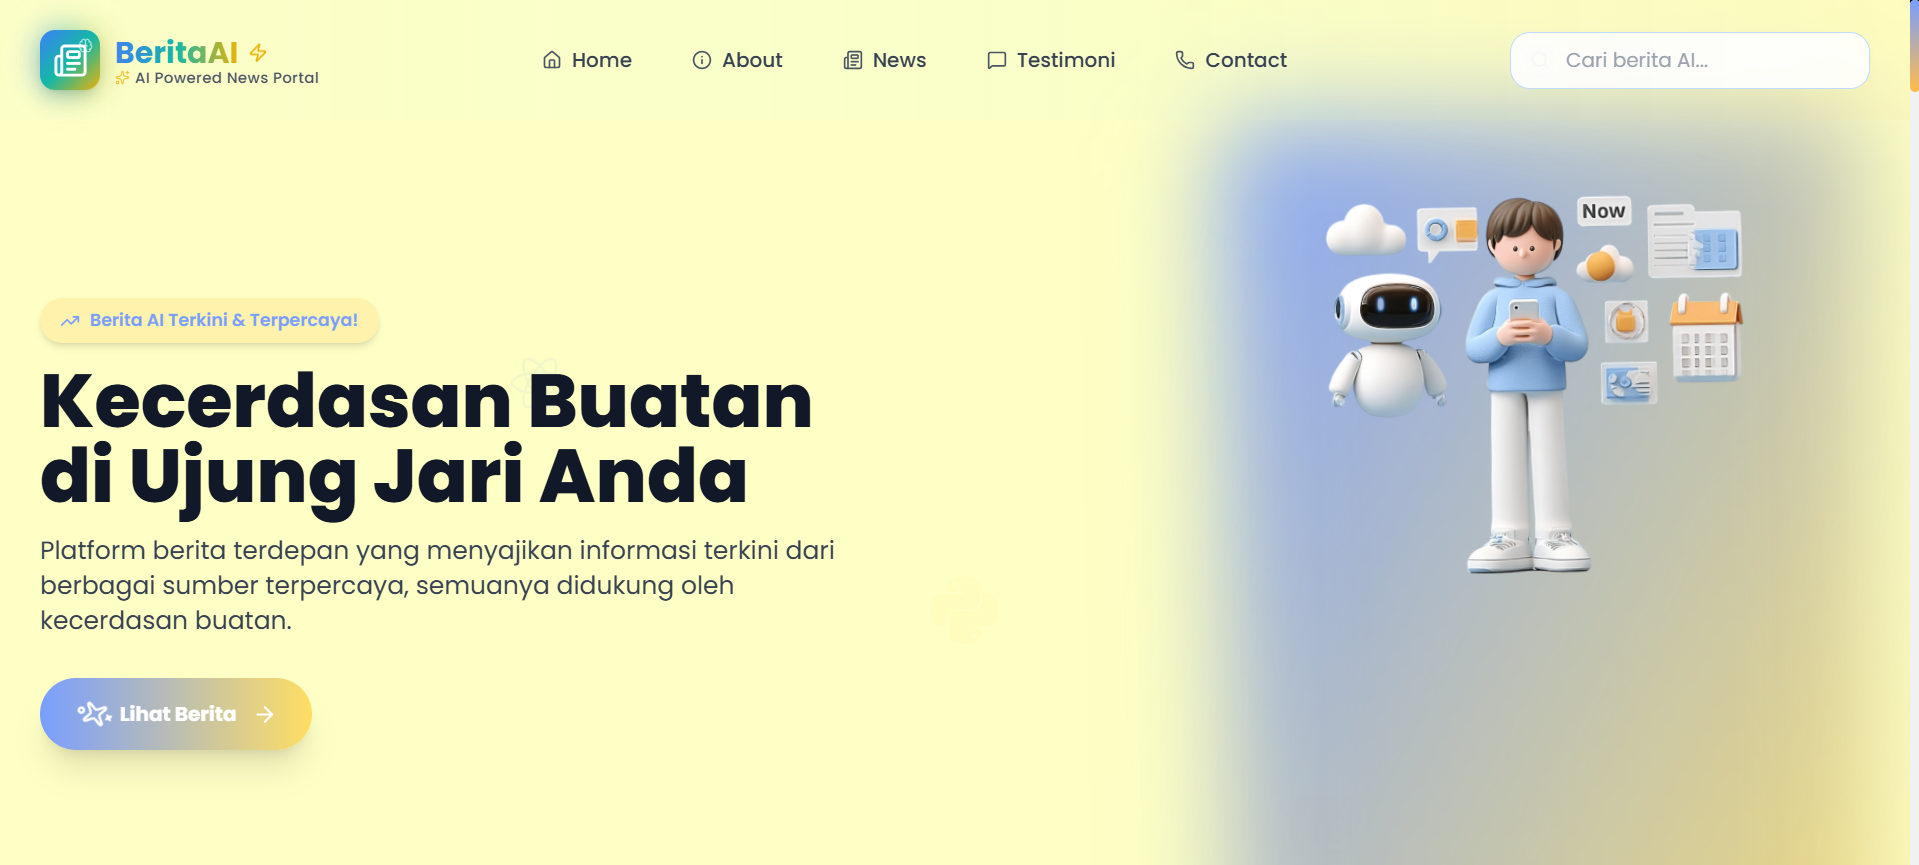 BeritaAI
AI Powered News Portal
Home
About
News
Testimoni
Contact
Cari berita AI...
Now
Berita AI Terkini & Terpercaya!
Kecerdasan Buatan
di Ujung Jari Anda
Platform berita terdepan yang menyajikan informasi terkini dari
berbagai sumber terpercaya, semuanya didukung oleh
kecerdasan buatan.
Lihat Berita